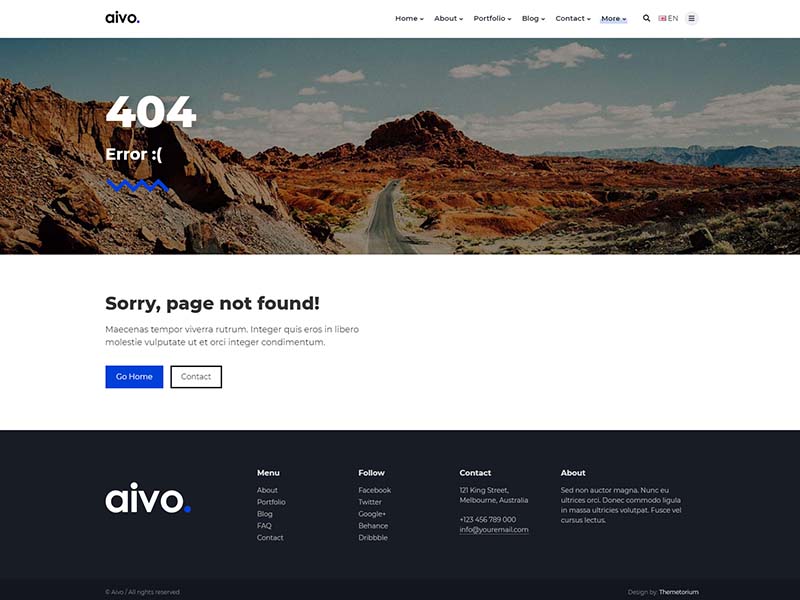 aivo.
Home About Portfolio Blog Contact More EN
404
Error :(
Sorry, page not found!
Maecenas tempor viverra rutrum. Integer quis eros in libero
molestie vulputate ut et orci integer condimentum.
Go Home Contact
aivo.
Menu
About
Portfolio
Blog
FAQ
Contact
Follow
Facebook
Twitter
Google+
Behance
Dribbble
Contact
121 King Street,
Melbourne, Australia
+123 456 789 000
info@youremail.com
About
Sed non auctor magna. Nunc eu
ultrices orci. Donec commodo ligula
in massa ultricies volutpat. Fusce vel
cursus lectus.
© Aivo / All rights reserved
Design by: Themetorium